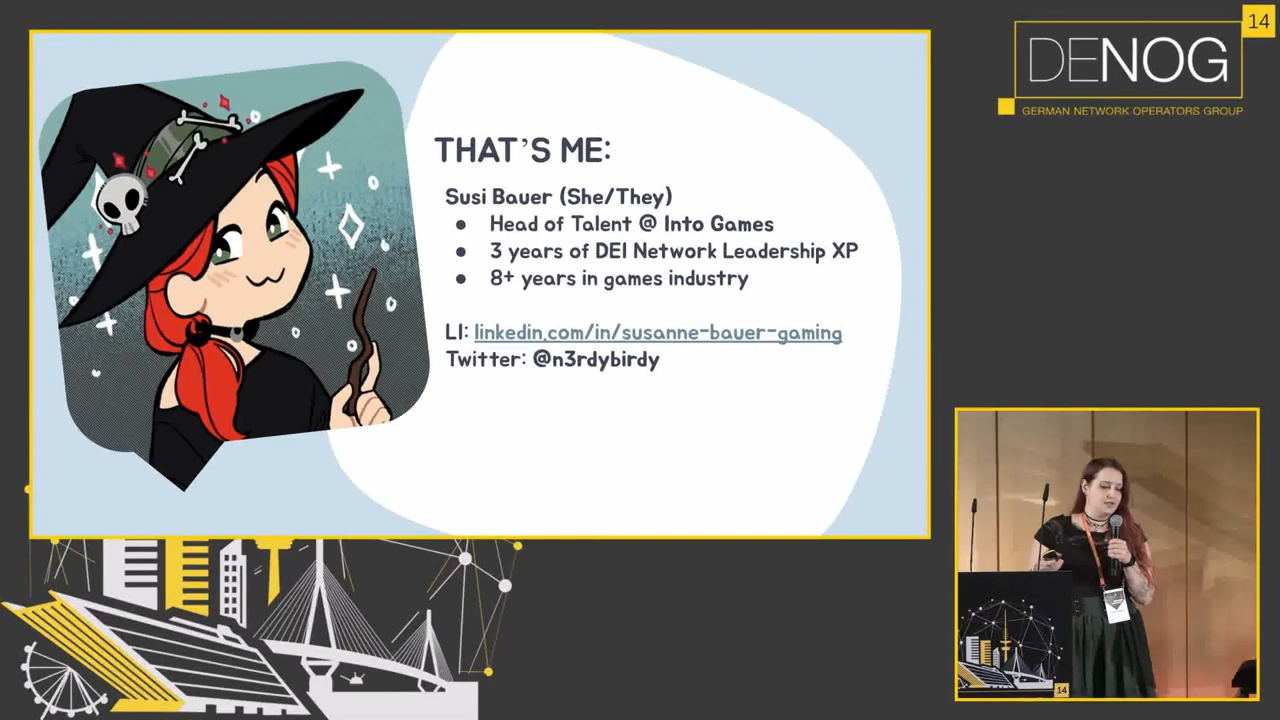 14
DENOG
GERMAN NETWORK OPERATORS GROUP
THAT'S ME:
Susi Bauer (She/They)
● Head of Talent @ Into Games
● 3 years of DEI Network Leadership XP
● 8+ years in games industry
LI: linkedin.com/in/susanne-bauer-gaming
Twitter: @n3rdybirdy
14